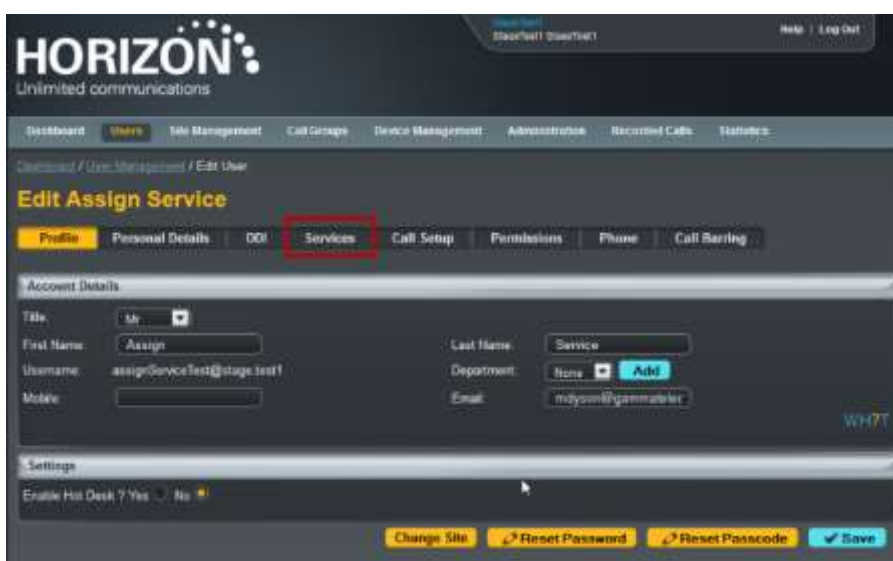 Help | Log Out
HORIZON
Unlimited communications
Dashboard Users Site Management Call Groups Device Management Administration Recorded Calls Statistics
Dashboard / User Management / Edit User
Edit Assign Service
Profile Personal Details DDI Services Call Setup Permissions Phone Call Barring
Account Details
Title: Mr
First Name: Assign Last Name: Service
Username: assignServiceTest@stage.test1 Department: None Add
Mobile: Email: mdyson@gammateler
WH?T
Settings
Enable Hot Desk ? Yes No
Change Site Reset Password Reset Passcode Save